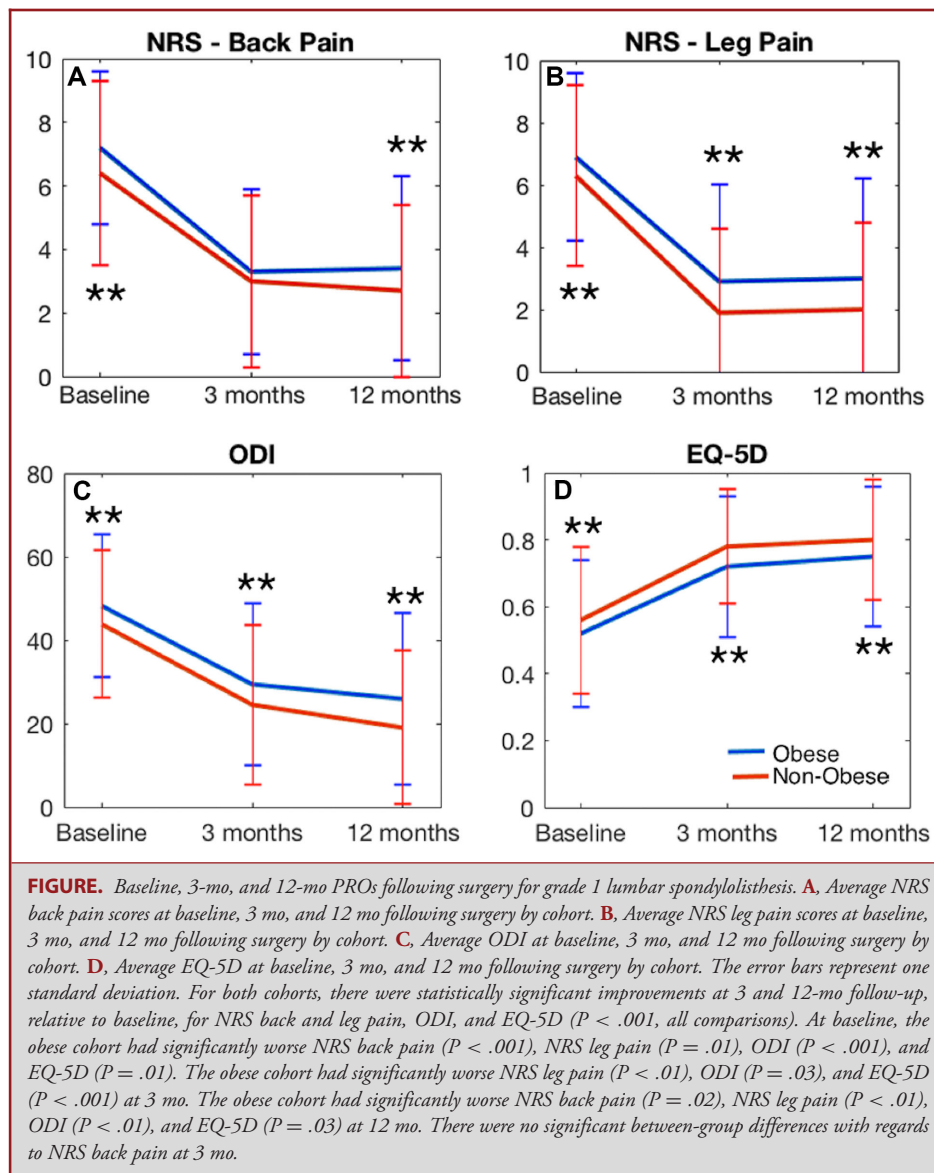 NRS - Back Pain
A
10
8
6
4
2
0
**
**
Baseline 3 months 12 months
NRS - Leg Pain
B
10
8
6
4
2
0
**
**
**
Baseline 3 months 12 months
ODI
C
80
60
40
20
0
**
**
**
Baseline 3 months 12 months
EQ-5D
D
1
0.8
0.6
0.4
0.2
0
**
**
**
Obese
Non-Obese
Baseline 3 months 12 months
FIGURE. Baseline, 3-mo, and 12-mo PROs following surgery for grade 1 lumbar spondylolisthesis. A, Average NRS
back pain scores at baseline, 3 mo, and 12 mo following surgery by cohort. B, Average NRS leg pain scores at baseline,
3 mo, and 12 mo following surgery by cohort. C, Average ODI at baseline, 3 mo, and 12 mo following surgery by
cohort. D, Average EQ-5D at baseline, 3 mo, and 12 mo following surgery by cohort. The error bars represent one
standard deviation. For both cohorts, there were statistically significant improvements at 3 and 12-mo follow-up,
relative to baseline, for NRS back and leg pain, ODI, and EQ-5D (P < .001, all comparisons). At baseline, the
obese cohort had significantly worse NRS back pain (P < .001), NRS leg pain (P = .01), ODI (P < .001), and
EQ-5D (P = .01). The obese cohort had significantly worse NRS leg pain (P < .01), ODI (P = .03), and EQ-5D
(P < .001) at 3 mo. The obese cohort had significantly worse NRS back pain (P = .02), NRS leg pain (P < .01),
ODI (P < .01), and EQ-5D (P = .03) at 12 mo. There were no significant between-group differences with regards
to NRS back pain at 3 mo.